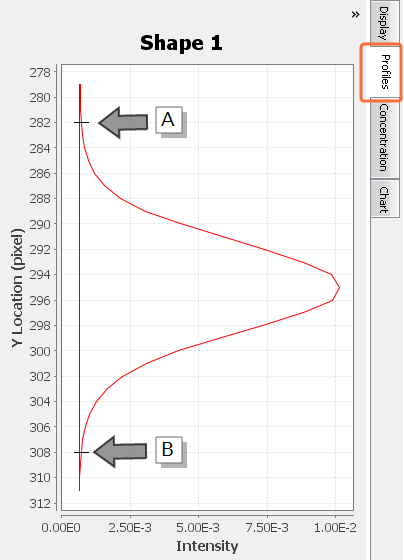 »
Shape 1
Display
Profiles
Concentration
Chart
278
280
282
284
286
288
290
292
294
296
298
300
302
304
306
308
310
312
Y Location (pixel)
A
B
0.00E0 2.50E-3 5.00E-3 7.50E-3 1.00E-2
Intensity